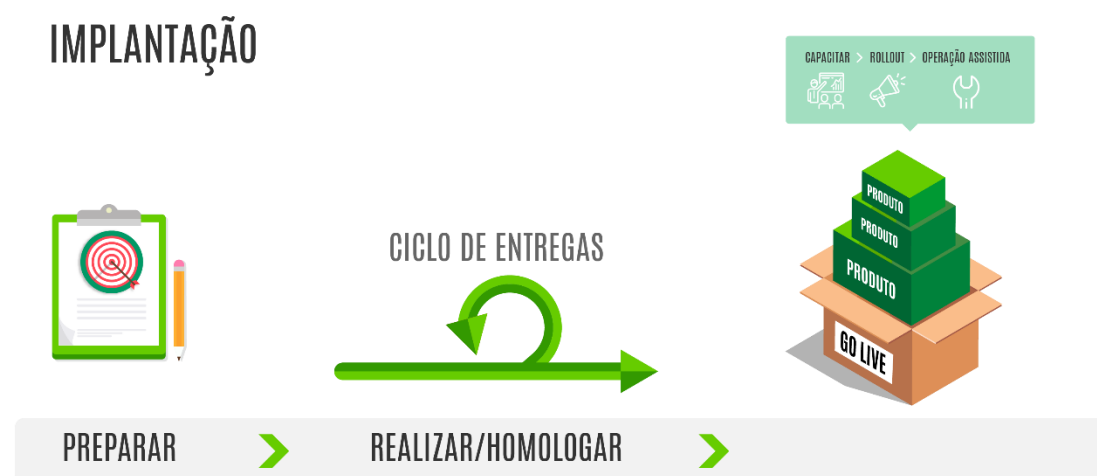 IMPLANTAÇÃO
CAPACITAR > ROLLOUT > OPERAÇÃO ASSISTIDA
CICLO DE ENTREGAS
PRODUTO
PRODUTO
PRODUTO
GO LIVE
PREPARAR
REALIZAR/HOMOLOGAR